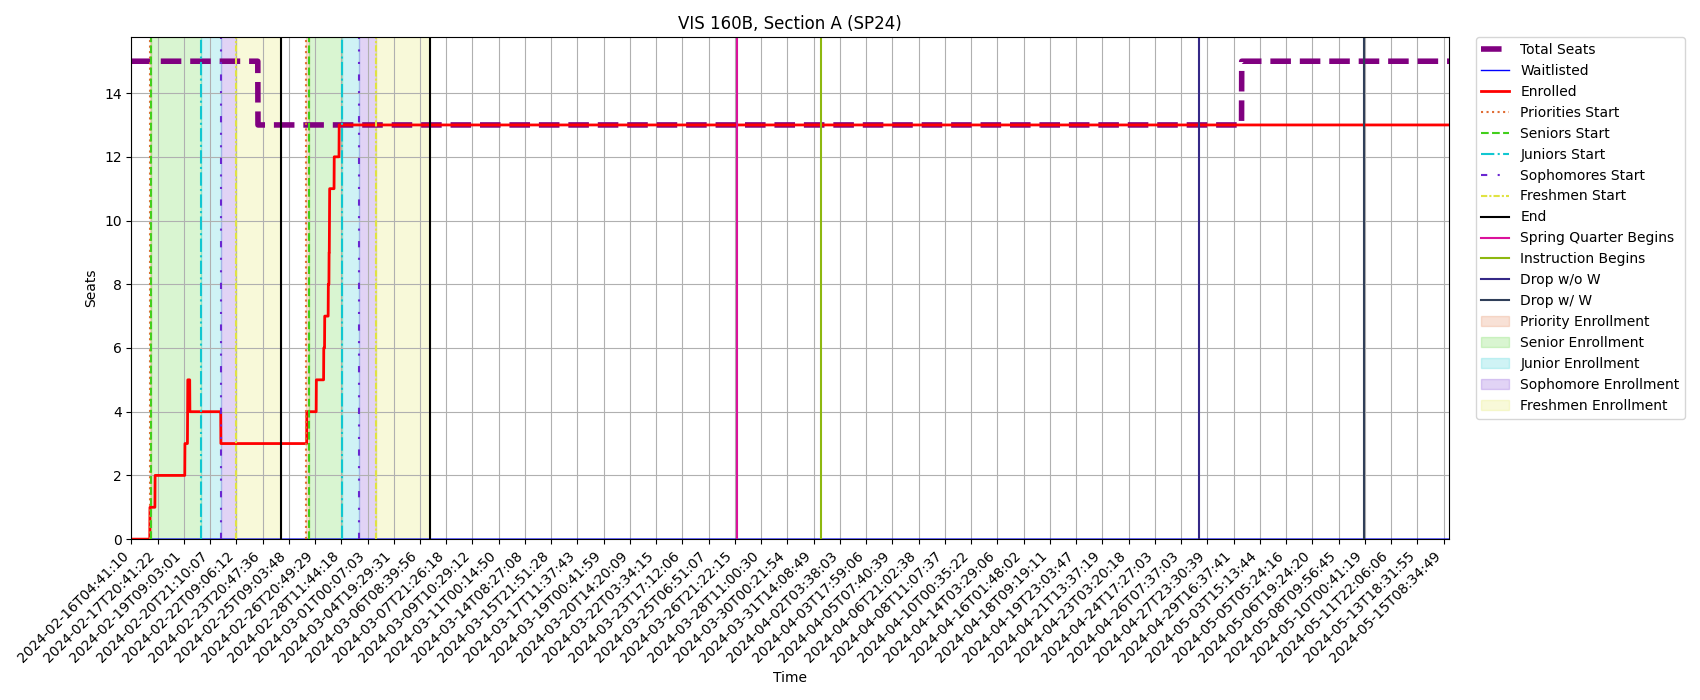 VIS 160B, Section A (SP24)
Seats
14
12
10
8
6
4
2
0
2024-02-16T04:41:10
2024-02-17T20:41:22
2024-02-19T09:03:01
2024-02-20T21:10:07
2024-02-22T09:06:12
2024-02-23T20:47:36
2024-02-25T09:03:48
2024-02-26T20:49:29
2024-02-28T11:44:18
2024-03-01T00:07:03
2024-03-04T19:29:31
2024-03-06T08:39:56
2024-03-07T21:26:18
2024-03-09T10:29:12
2024-03-11T00:14:50
2024-03-14T08:27:08
2024-03-15T21:51:28
2024-03-17T11:37:43
2024-03-19T00:41:59
2024-03-20T14:20:09
2024-03-22T03:34:15
2024-03-23T17:12:06
2024-03-25T06:51:07
2024-03-26T21:22:15
2024-03-28T11:00:30
2024-03-30T00:21:54
2024-03-31T14:08:49
2024-04-02T03:38:03
2024-04-03T17:59:06
2024-04-05T07:40:39
2024-04-06T21:02:38
2024-04-08T11:07:37
2024-04-10T00:35:22
2024-04-14T03:29:06
2024-04-16T01:48:02
2024-04-18T09:19:11
2024-04-19T23:03:47
2024-04-21T13:37:19
2024-04-23T03:20:18
2024-04-24T17:27:03
2024-04-26T07:37:03
2024-04-27T23:30:39
2024-04-29T16:37:41
2024-05-03T15:13:44
2024-05-05T05:24:16
2024-05-06T19:24:20
2024-05-08T09:56:45
2024-05-10T00:41:19
2024-05-11T22:06:06
2024-05-13T18:31:55
2024-05-15T08:34:49
Time
Total Seats
Waitlisted
Enrolled
Priorities Start
Seniors Start
Juniors Start
Sophomores Start
Freshmen Start
End
Spring Quarter Begins
Instruction Begins
Drop w/o W
Drop w/ W
Priority Enrollment
Senior Enrollment
Junior Enrollment
Sophomore Enrollment
Freshmen Enrollment